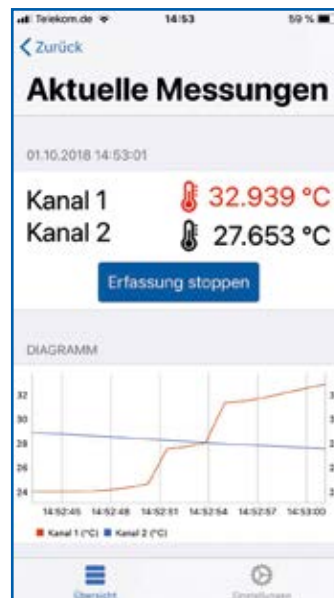 Telekom.de 14:53 59 %
Zurück
Aktuelle Messungen
01.10.2018 14:53:01
Kanal 1 32.939 °C
Kanal 2 27.653 °C
Erfassung stoppen
DIAGRAMM
32
30
28
26
24
14:52:45 14:52:48 14:52:51 14:52:54 14:52:57 14:53:00
Kanal 1 (°C) Kanal 2 (°C)
Übersicht Einstellungen